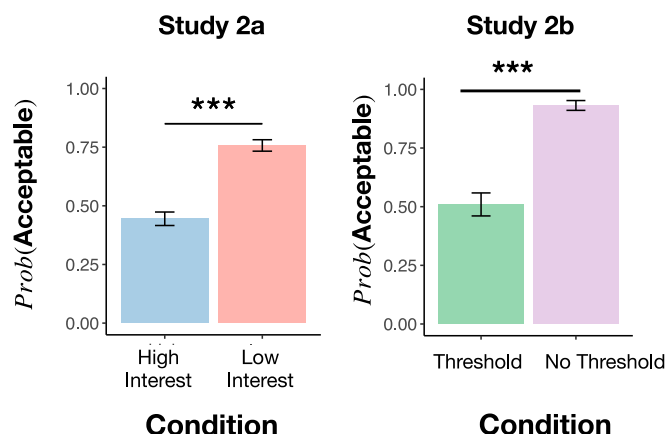 Study 2a
***
Prob(Acceptable)
1.00
0.75
0.50
0.25
0.00
High Interest
Low Interest
Condition
Study 2b
***
Prob(Acceptable)
1.00
0.75
0.50
0.25
0.00
Threshold
No Threshold
Condition